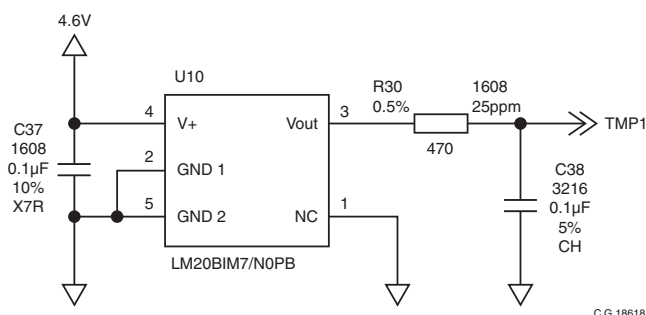 4.6V
U10
R30
0.5%
1608
25ppm
4
V+
Vout
3
TMP1
C37
1608
0.1µF
10%
X7R
2
GND 1
470
5
GND 2
NC
1
C38
3216
0.1µF
5%
CH
LM20BIM7/N0PB
C.G.18618